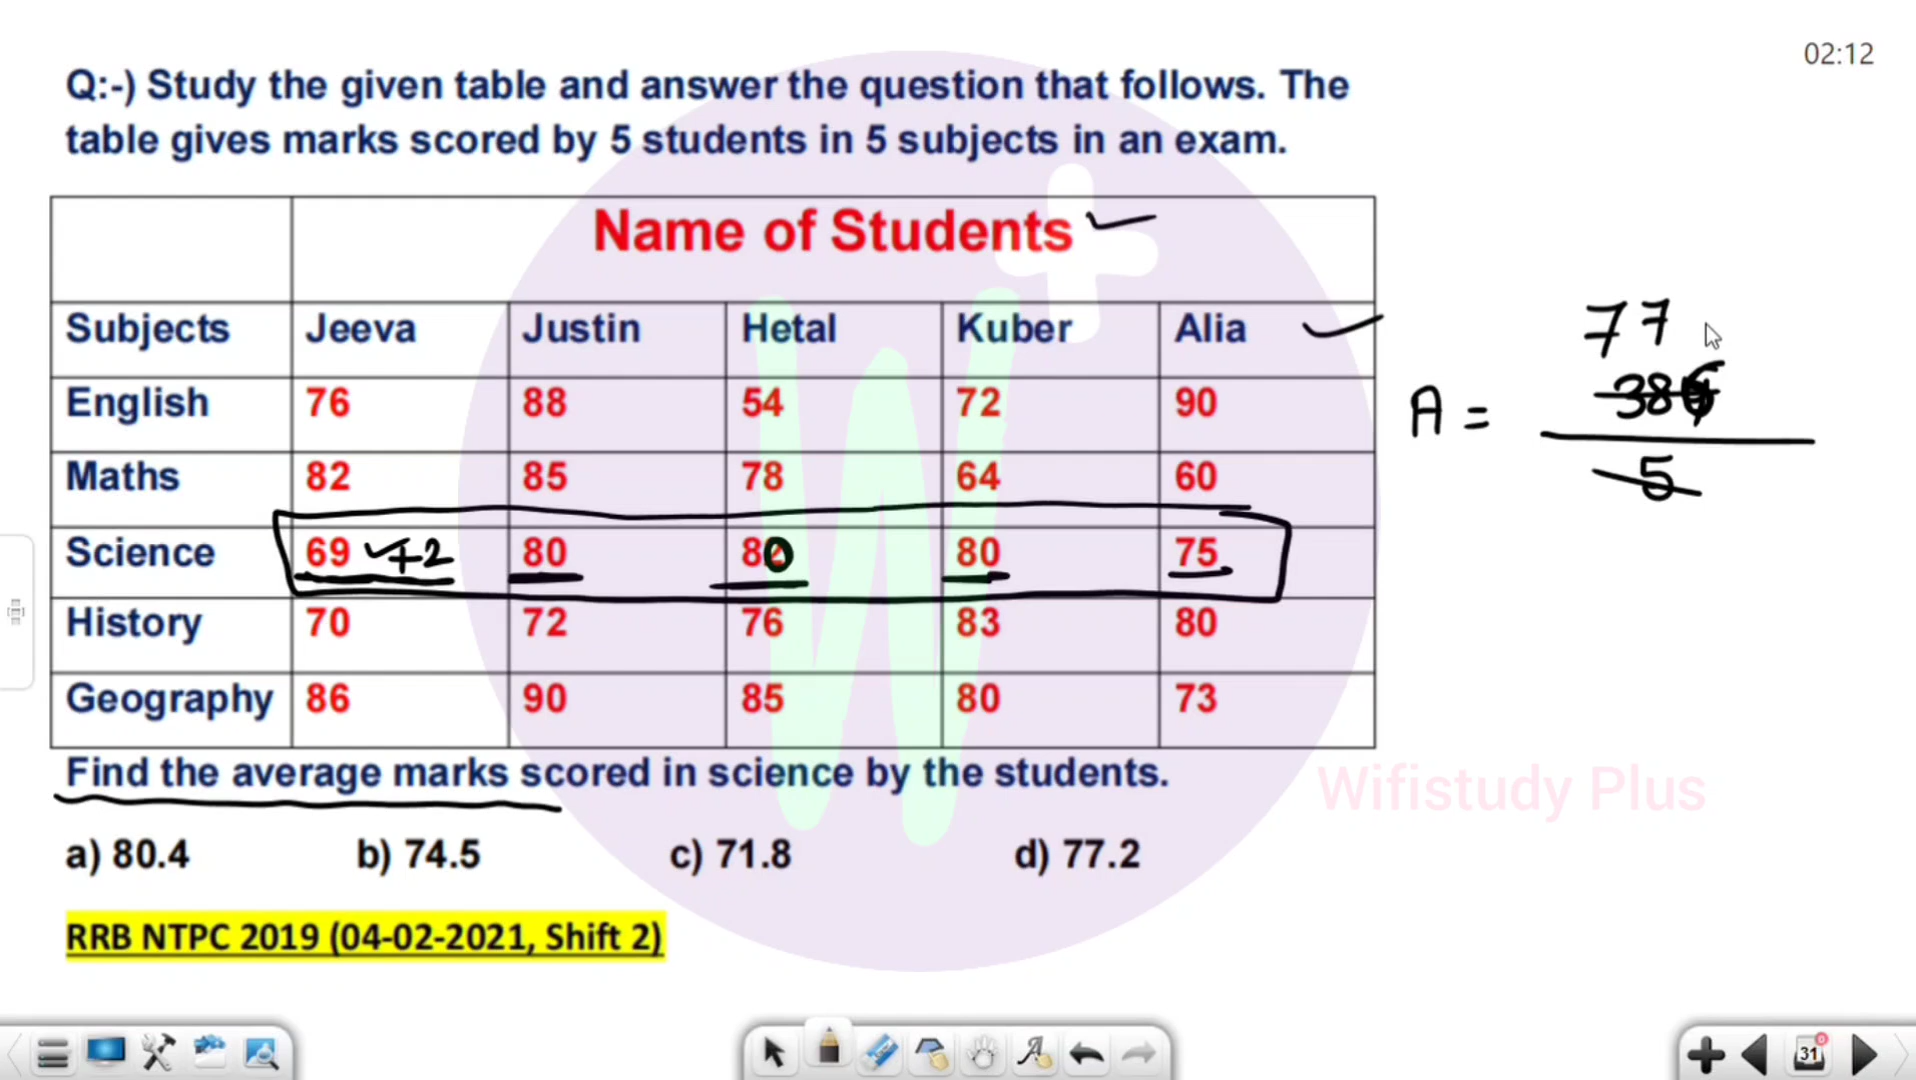 02:12
Q:-) Study the given table and answer the question that follows. The
table gives marks scored by 5 students in 5 subjects in an exam.
Name of Students
Subjects Jeeva Justin Hetal Kuber Alia
English 76 88 54 72 90
Maths 82 85 78 64 60
Science 69 +2 80 80 80 75
History 70 72 76 83 80
Geography 86 90 85 80 73
77
A = 386
5
Find the average marks scored in science by the students.
Wifistudy Plus
a) 80.4 b) 74.5 c) 71.8 d) 77.2
RRB NTPC 2019 (04-02-2021, Shift 2)
31